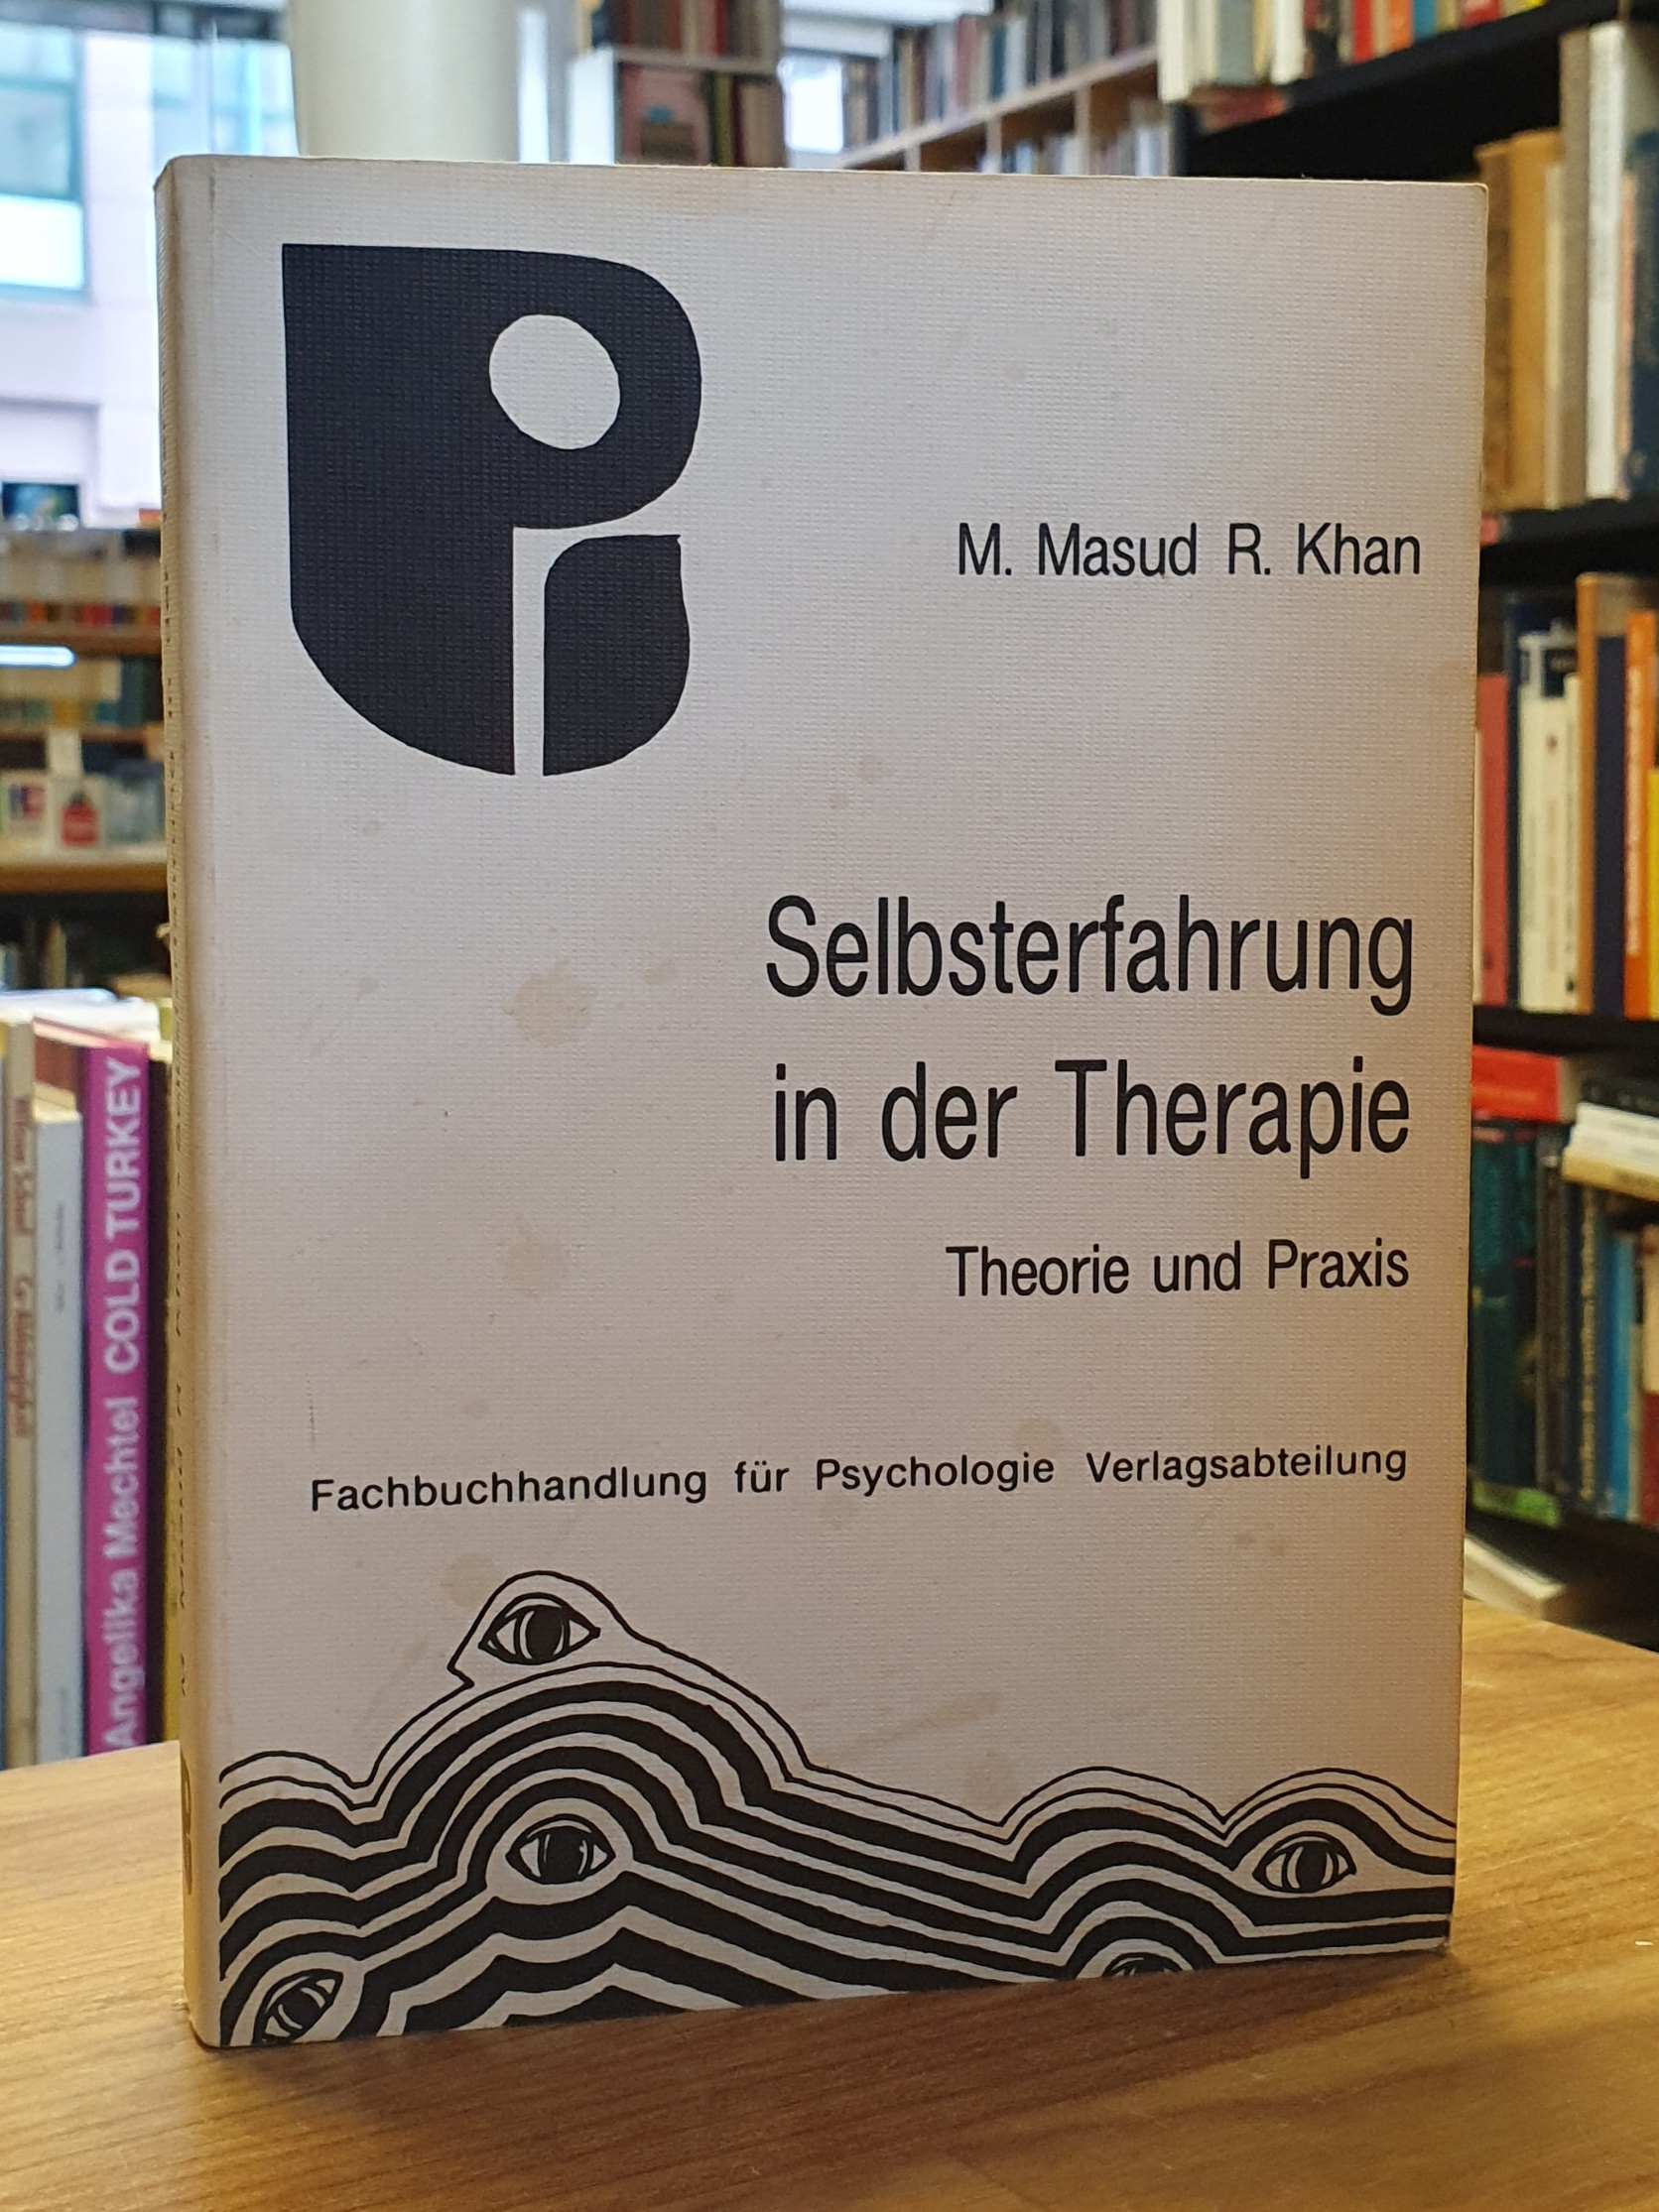 M. Masud R. Khan
Selbsterfahrung
in der Therapie
Theorie und Praxis
Fachbuchhandlung für Psychologie Verlagsabteilung
Angelika Mechtel COLD TURKEY